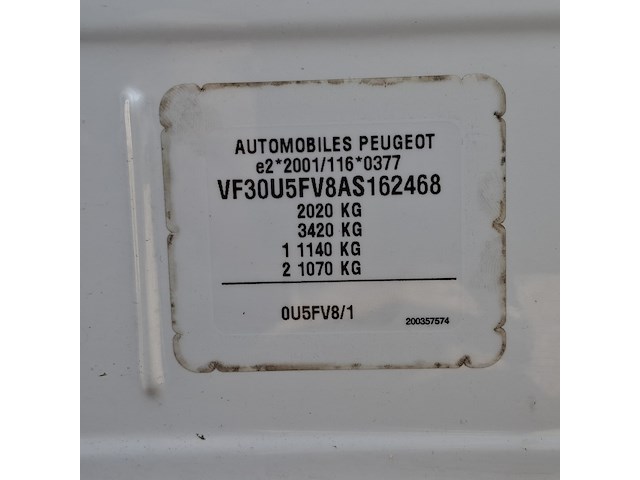 AUTOMOBILES PEUGEOT
e2*2001/116*0377
VF30U5FV8AS162468
2020 KG
3420 KG
1 1140 KG
2 1070 KG
0U5FV8/1
200357574